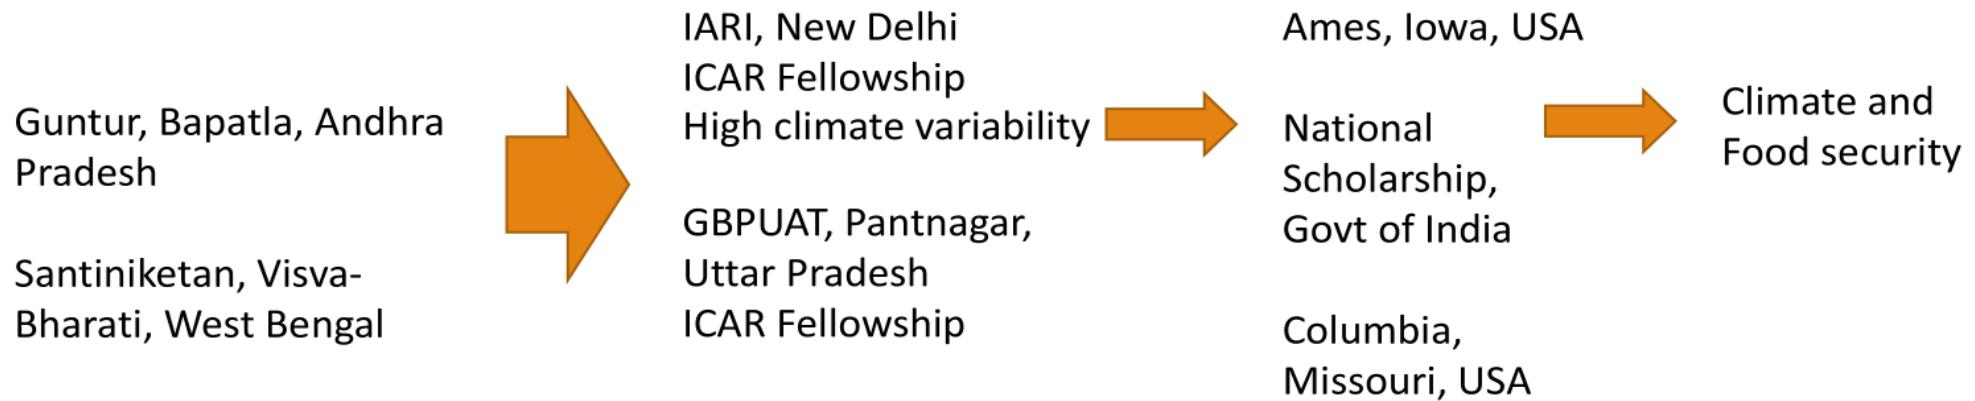 Guntur, Bapatla, Andhra
Pradesh
Santiniketan, Visva-
Bharati, West Bengal
IARI, New Delhi
ICAR Fellowship
High climate variability
GBPUAT, Pantnagar,
Uttar Pradesh
ICAR Fellowship
Ames, Iowa, USA
National
Scholarship,
Govt of India
Columbia,
Missouri, USA
Climate and
Food security